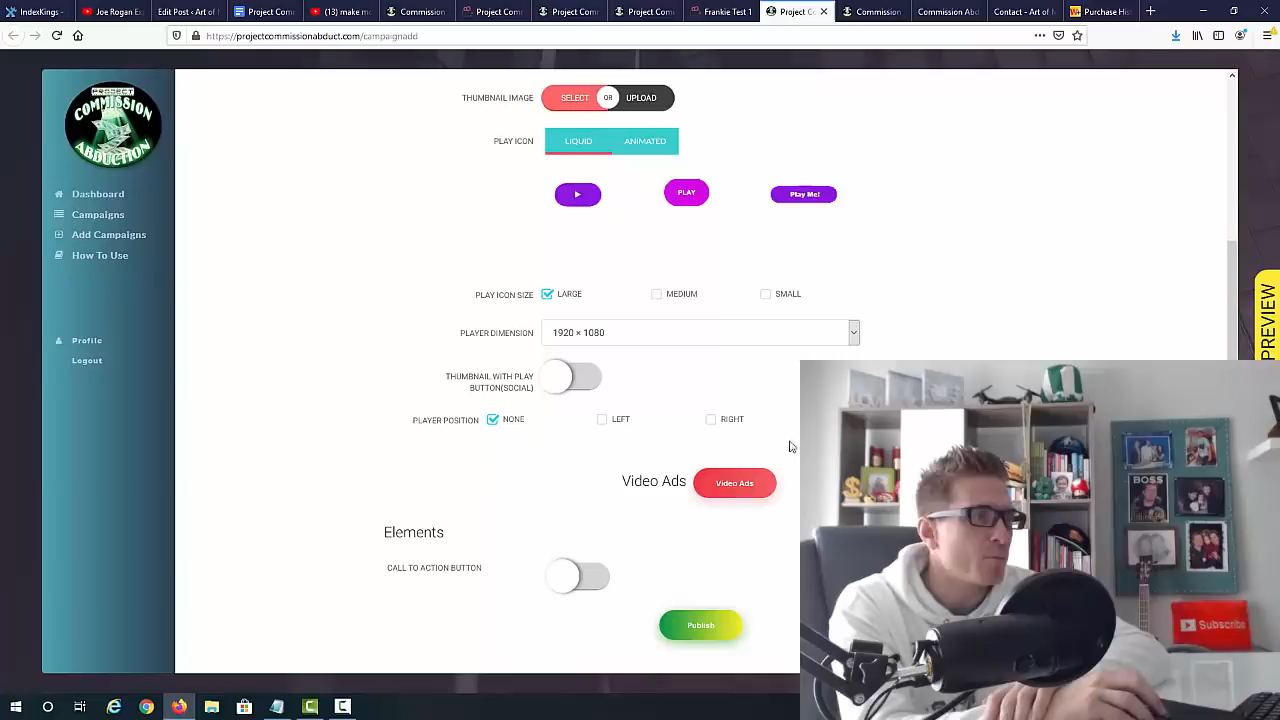 IndexKings -
Joe Rogan Ex
Edit Post ‹ Art of
Project Comm
(13) make mo
Commission
Project Comm
Project Com
Project Com
Frankie Test 1
Project Co
Commission
Commission Abd
Contact – Art of M
Purchase Hist
https://projectcommissionabduct.com/campaignadd
PROJECT
COMMISSION
ABDUCTION
Dashboard
Campaigns
Add Campaigns
How To Use
Profile
Logout
THUMBNAIL IMAGE SELECT OR UPLOAD
PLAY ICON LIQUID ANIMATED
PLAY Play Me!
PLAY ICON SIZE LARGE MEDIUM SMALL
PLAYER DIMENSION 1920 × 1080
THUMBNAIL WITH PLAY
BUTTON(SOCIAL)
PLAYER POSITION NONE LEFT RIGHT
Video Ads Video Ads
Elements
CALL TO ACTION BUTTON
Publish
PREVIEW
BOSS
Subscribe